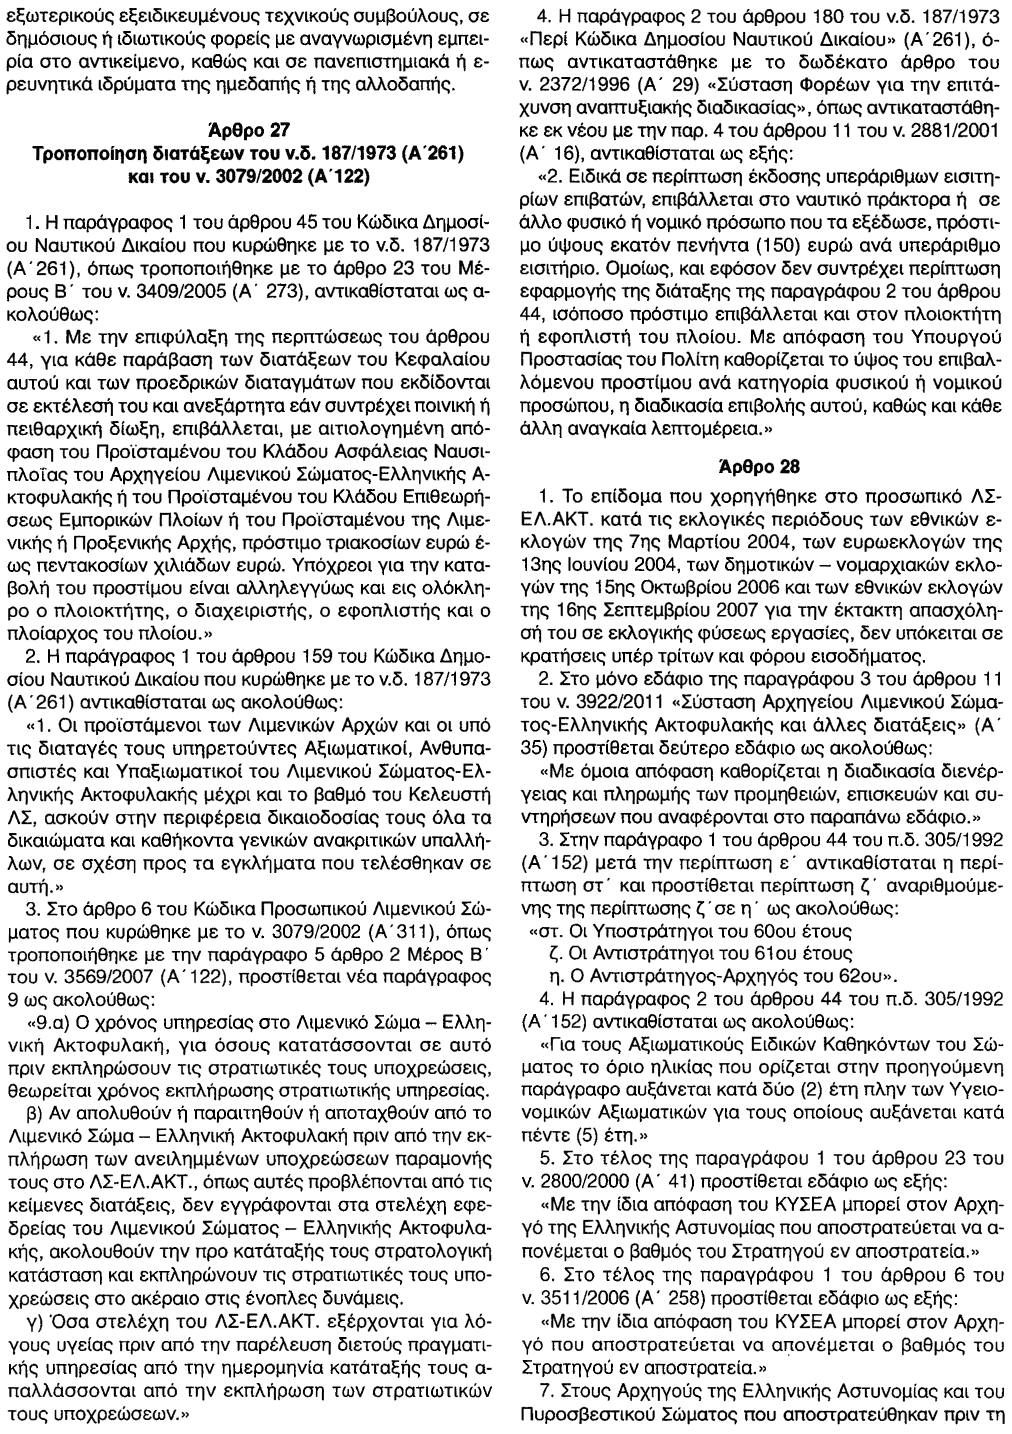 εξωτερικούς εξειδικευμένους τεχνικούς συμβούλους, σε
δημόσιους ή ιδιωτικούς φορείς με αναγνωρισμένη εμπει-
ρία στο αντικείμενο, καθώς και σε πανεπιστημιακά ή ε-
ρευνητικά ιδρύματα της ημεδαπής ή της αλλοδαπής.
Άρθρο 27
Τροποποίηση διατάξεων του ν.δ. 187/1973 (Α΄261)
και του ν. 3079/2002 (Α΄122)
1. Η παράγραφος 1 του άρθρου 45 του Κώδικα Δημοσί-
ου Ναυτικού Δικαίου που κυρώθηκε με το ν.δ. 187/1973
(Α΄261), όπως τροποποιήθηκε με το άρθρο 23 του Μέ-
ρους Β΄ του ν. 3409/2005 (Α΄ 273), αντικαθίσταται ως α-
κολούθως:
«1. Με την επιφύλαξη της περπτώσεως του άρθρου
44, για κάθε παράβαση των διατάξεων του Κεφαλαίου
αυτού και των προεδρικών διαταγμάτων που εκδίδονται
σε εκτέλεσή του και ανεξάρτητα εάν συντρέχει ποινική ή
πειθαρχική δίωξη, επιβάλλεται, με αιτιολογημένη από-
φαση του Προϊσταμένου του Κλάδου Ασφάλειας Ναυσι-
πλοΐας του Αρχηγείου Λιμενικού Σώματος-Ελληνικής Α-
κτοφυλακής ή του Προϊσταμένου του Κλάδου Επιθεωρή-
σεως Εμπορικών Πλοίων ή του Προϊσταμένου της Λιμε-
νικής ή Προξενικής Αρχής, πρόστιμο τριακοσίων ευρώ έ-
ως πεντακοσίων χιλιάδων ευρώ. Υπόχρεοι για την κατα-
βολή του προστίμου είναι αλληλεγγύως και εις ολόκλη-
ρο ο πλοιοκτήτης, ο διαχειριστής, ο εφοπλιστής και ο
πλοίαρχος του πλοίου.»
2. Η παράγραφος 1 του άρθρου 159 του Κώδικα Δημο-
σίου Ναυτικού Δικαίου που κυρώθηκε με το ν.δ. 187/1973
(Α΄261) αντικαθίσταται ως ακολούθως:
«1. Οι προϊστάμενοι των Λιμενικών Αρχών και οι υπό
τις διαταγές τους υπηρετούντες Αξιωματικοί, Ανθυπα-
σπιστές και Υπαξιωματικοί του Λιμενικού Σώματος-Ελ-
ληνικής Ακτοφυλακής μέχρι και το βαθμό του Κελευστή
ΛΣ, ασκούν στην περιφέρεια δικαιοδοσίας τους όλα τα
δικαιώματα και καθήκοντα γενικών ανακριτικών υπαλλή-
λων, σε σχέση προς τα εγκλήματα που τελέσθηκαν σε
αυτή.»
3. Στο άρθρο 6 του Κώδικα Προσωπικού Λιμενικού Σώ-
ματος που κυρώθηκε με το ν. 3079/2002 (Α΄311), όπως
τροποποιήθηκε με την παράγραφο 5 άρθρο 2 Μέρος Β΄
του ν. 3569/2007 (Α΄122), προστίθεται νέα παράγραφος
9 ως ακολούθως:
«9.α) Ο χρόνος υπηρεσίας στο Λιμενικό Σώμα – Ελλη-
νική Ακτοφυλακή, για όσους κατατάσσονται σε αυτό
πριν εκπληρώσουν τις στρατιωτικές τους υποχρεώσεις,
θεωρείται χρόνος εκπλήρωσης στρατιωτικής υπηρεσίας.
β) Αν απολυθούν ή παραιτηθούν ή αποταχθούν από το
Λιμενικό Σώμα – Ελληνική Ακτοφυλακή πριν από την εκ-
πλήρωση των ανειλημμένων υποχρεώσεων παραμονής
τους στο ΛΣ-ΕΛ.ΑΚΤ., όπως αυτές προβλέπονται από τις
κείμενες διατάξεις, δεν εγγράφονται στα στελέχη εφε-
δρείας του Λιμενικού Σώματος – Ελληνικής Ακτοφυλα-
κής, ακολουθούν την προ κατάταξής τους στρατολογική
κατάσταση και εκπληρώνουν τις στρατιωτικές τους υπο-
χρεώσεις στο ακέραιο στις ένοπλες δυνάμεις.
γ) Όσα στελέχη του ΛΣ-ΕΛ.ΑΚΤ. εξέρχονται για λό-
γους υγείας πριν από την παρέλευση διετούς πραγματι-
κής υπηρεσίας από την ημερομηνία κατάταξής τους α-
παλλάσσονται από την εκπλήρωση των στρατιωτικών
τους υποχρεώσεων.»
4. Η παράγραφος 2 του άρθρου 180 του ν.δ. 187/1973
«Περί Κώδικα Δημοσίου Ναυτικού Δικαίου» (Α΄261), ό-
πως αντικαταστάθηκε με το δωδέκατο άρθρο του
ν. 2372/1996 (Α΄ 29) «Σύσταση Φορέων για την επιτά-
χυνση αναπτυξιακής διαδικασίας», όπως αντικαταστάθη-
κε εκ νέου με την παρ. 4 του άρθρου 11 του ν. 2881/2001
(Α΄ 16), αντικαθίσταται ως εξής:
«2. Ειδικά σε περίπτωση έκδοσης υπεράριθμων εισιτη-
ρίων επιβατών, επιβάλλεται στο ναυτικό πράκτορα ή σε
άλλο φυσικό ή νομικό πρόσωπο που τα εξέδωσε, πρόστι-
μο ύψους εκατόν πενήντα (150) ευρώ ανά υπεράριθμο
εισιτήριο. Ομοίως, και εφόσον δεν συντρέχει περίπτωση
εφαρμογής της διάταξης της παραγράφου 2 του άρθρου
44, ισόποσο πρόστιμο επιβάλλεται και στον πλοιοκτήτη
ή εφοπλιστή του πλοίου. Με απόφαση του Υπουργού
Προστασίας του Πολίτη καθορίζεται το ύψος του επιβαλ-
λόμενου προστίμου ανά κατηγορία φυσικού ή νομικού
προσώπου, η διαδικασία επιβολής αυτού, καθώς και κάθε
άλλη αναγκαία λεπτομέρεια.»
Άρθρο 28
1. Το επίδομα που χορηγήθηκε στο προσωπικό ΛΣ-
ΕΛ.ΑΚΤ. κατά τις εκλογικές περιόδους των εθνικών ε-
κλογών της 7ης Μαρτίου 2004, των ευρωεκλογών της
13ης Ιουνίου 2004, των δημοτικών – νομαρχιακών εκλο-
γών της 15ης Οκτωβρίου 2006 και των εθνικών εκλογών
της 16ης Σεπτεμβρίου 2007 για την έκτακτη απασχόλη-
σή του σε εκλογικής φύσεως εργασίες, δεν υπόκειται σε
κρατήσεις υπέρ τρίτων και φόρου εισοδήματος.
2. Στο μόνο εδάφιο της παραγράφου 3 του άρθρου 11
του ν. 3922/2011 «Σύσταση Αρχηγείου Λιμενικού Σώμα-
τος-Ελληνικής Ακτοφυλακής και άλλες διατάξεις» (Α΄
35) προστίθεται δεύτερο εδάφιο ως ακολούθως:
«Με όμοια απόφαση καθορίζεται η διαδικασία διενέρ-
γειας και πληρωμής των προμηθειών, επισκευών και συ-
ντηρήσεων που αναφέρονται στο παραπάνω εδάφιο.»
3. Στην παράγραφο 1 του άρθρου 44 του π.δ. 305/1992
(Α΄152) μετά την περίπτωση ε΄ αντικαθίσταται η περί-
πτωση στ΄ και προστίθεται περίπτωση ζ΄ αναριθμούμε-
νης της περίπτωσης ζ΄σε η΄ ως ακολούθως:
«στ. Οι Υποστράτηγοι του 60ου έτους
ζ. Οι Αντιστράτηγοι του 61ου έτους
η. Ο Αντιστράτηγος-Αρχηγός του 62ου».
4. Η παράγραφος 2 του άρθρου 44 του π.δ. 305/1992
(Α΄152) αντικαθίσταται ως ακολούθως:
«Για τους Αξιωματικούς Ειδικών Καθηκόντων του Σώ-
ματος το όριο ηλικίας που ορίζεται στην προηγούμενη
παράγραφο αυξάνεται κατά δύο (2) έτη πλην των Υγειο-
νομικών Αξιωματικών για τους οποίους αυξάνεται κατά
πέντε (5) έτη.»
5. Στο τέλος της παραγράφου 1 του άρθρου 23 του
ν. 2800/2000 (Α΄ 41) προστίθεται εδάφιο ως εξής:
«Με την ίδια απόφαση του ΚΥΣΕΑ μπορεί στον Αρχη-
γό της Ελληνικής Αστυνομίας που αποστρατεύεται να α-
πονέμεται ο βαθμός του Στρατηγού εν αποστρατεία.»
6. Στο τέλος της παραγράφου 1 του άρθρου 6 του
ν. 3511/2006 (Α΄ 258) προστίθεται εδάφιο ως εξής:
«Με την ίδια απόφαση του ΚΥΣΕΑ μπορεί στον Αρχη-
γό που αποστρατεύεται να απονέμεται ο βαθμός του
Στρατηγού εν αποστρατεία.»
7. Στους Αρχηγούς της Ελληνικής Αστυνομίας και του
Πυροσβεστικού Σώματος που αποστρατεύθηκαν πριν τη